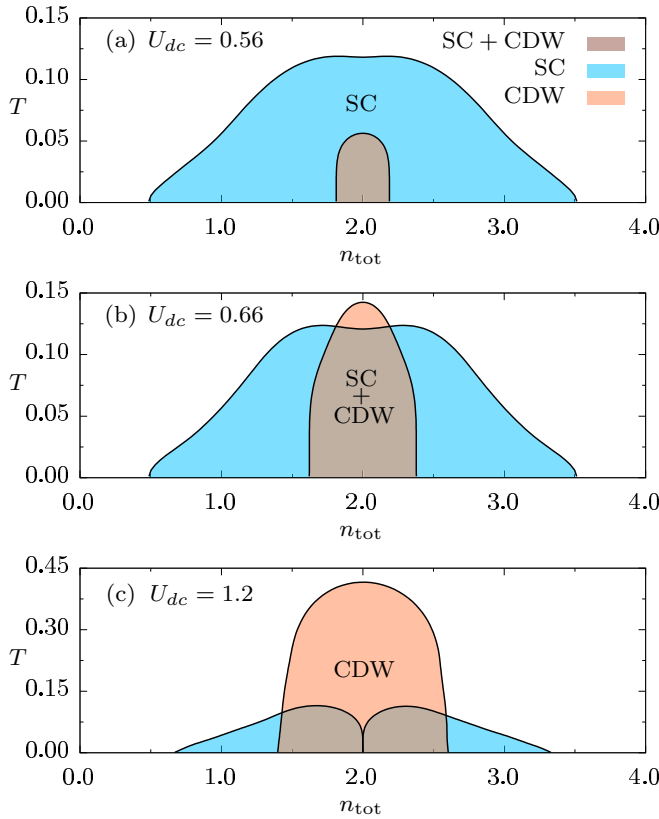 0.15
(a) U_dc = 0.56
SC + CDW
SC
CDW
0.10
T
SC
0.05
0.00
0.0 1.0 2.0 3.0 4.0
n_tot
0.15
(b) U_dc = 0.66
0.10
T
SC
+
CDW
0.05
0.00
0.0 1.0 2.0 3.0 4.0
n_tot
0.45
(c) U_dc = 1.2
0.30
T
CDW
0.15
0.00
0.0 1.0 2.0 3.0 4.0
n_tot